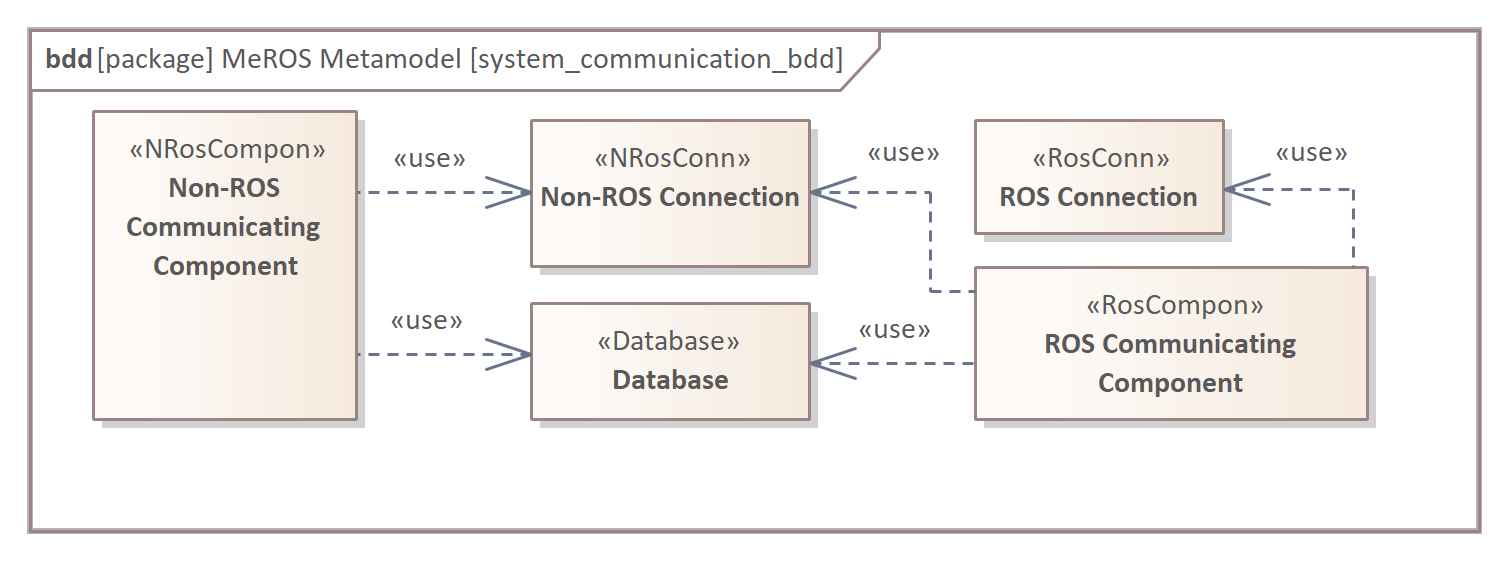 bdd [package] MeROS Metamodel [system_communication_bdd]
«NRosCompon»
Non-ROS
Communicating
Component
«use»
«use»
«NRosConn»
Non-ROS Connection
«Database»
Database
«use»
«use»
«RosConn»
ROS Connection
«use»
«RosCompon»
ROS Communicating
Component